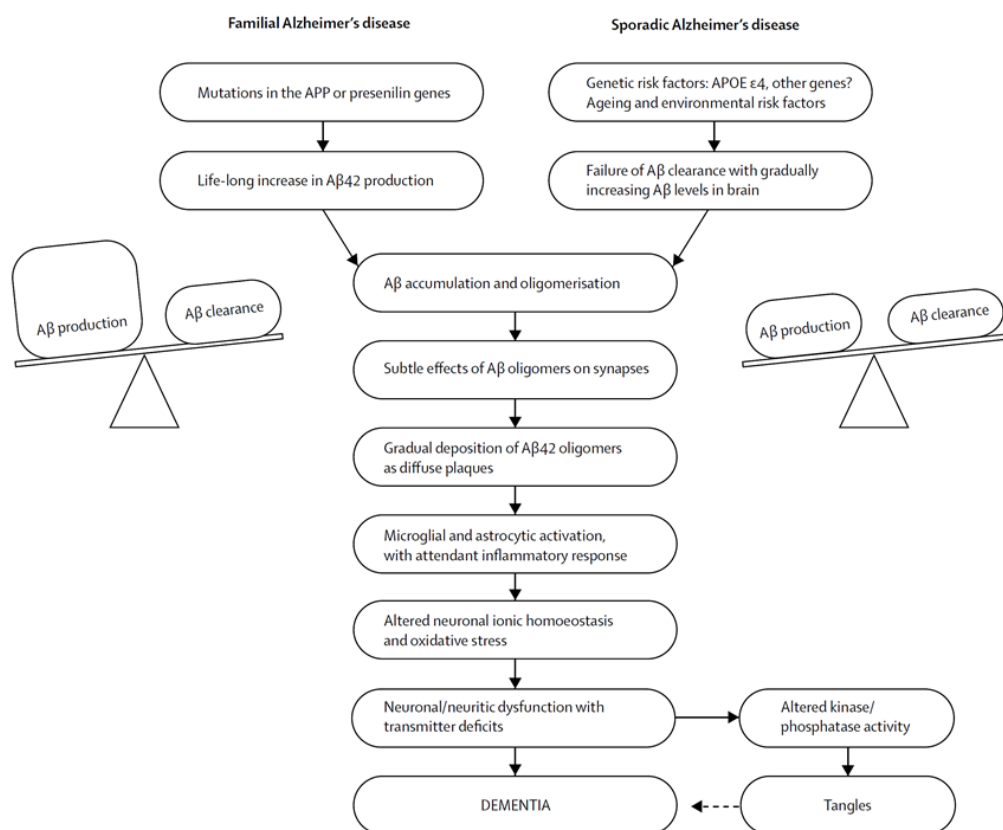 Familial Alzheimer's disease
Sporadic Alzheimer's disease
Mutations in the APP or presenilin genes
Genetic risk factors: APOE ε4, other genes?
Ageing and environmental risk factors
Life-long increase in Aβ42 production
Failure of Aβ clearance with gradually
increasing Aβ levels in brain
Aβ production
Aβ clearance
Aβ accumulation and oligomerisation
Aβ production
Aβ clearance
Subtle effects of Aβ oligomers on synapses
Gradual deposition of Aβ42 oligomers
as diffuse plaques
Microglial and astrocytic activation,
with attendant inflammatory response
Altered neuronal ionic homoeostasis
and oxidative stress
Neuronal/neuritic dysfunction with
transmitter deficits
Altered kinase/
phosphatase activity
DEMENTIA
Tangles